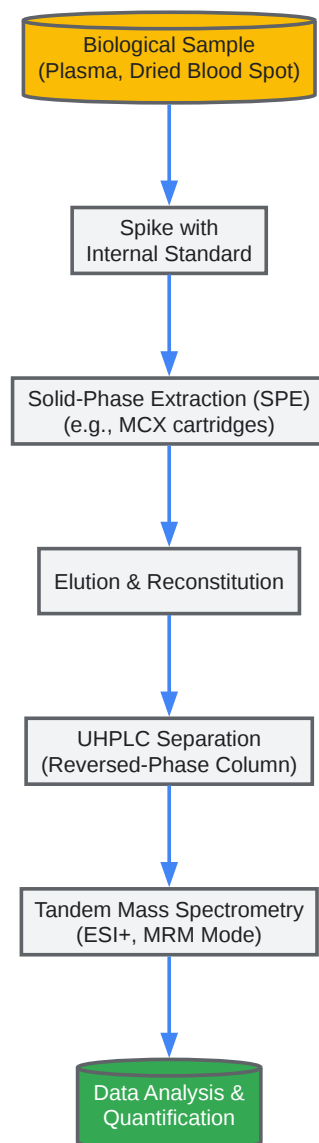 Biological Sample
(Plasma, Dried Blood Spot)
Spike with
Internal Standard
Solid-Phase Extraction (SPE)
(e.g., MCX cartridges)
Elution & Reconstitution
UHPLC Separation
(Reversed-Phase Column)
Tandem Mass Spectrometry
(ESI+, MRM Mode)
Data Analysis &
Quantification